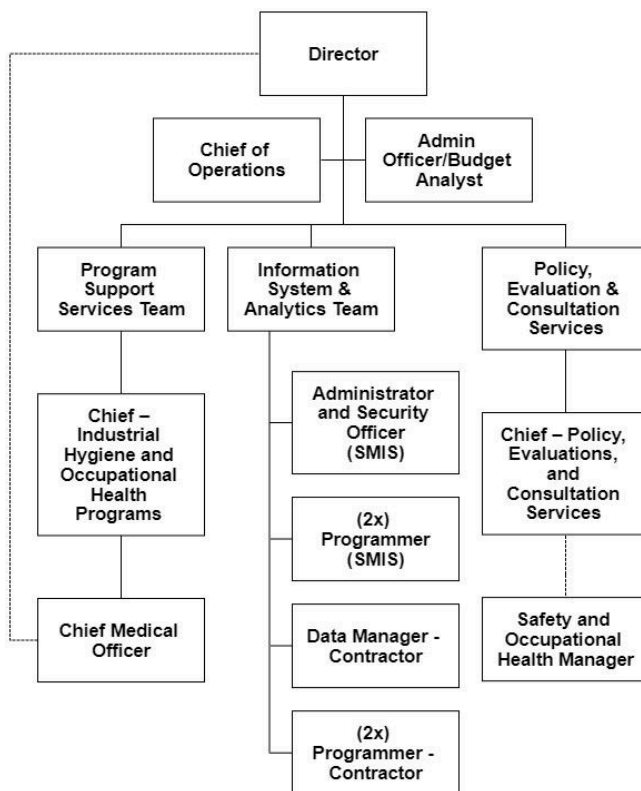 Director
Chief of
Operations
Admin
Officer/Budget
Analyst
Program
Support
Services Team
Information
System &
Analytics Team
Policy,
Evaluation &
Consultation
Services
Chief –
Industrial
Hygiene and
Occupational
Health
Programs
Administrator
and Security
Officer
(SMIS)
Chief – Policy,
Evaluations,
and
Consultation
Services
(2x)
Programmer
(SMIS)
Chief Medical
Officer
Data Manager -
Contractor
Safety and
Occupational
Health Manager
(2x)
Programmer -
Contractor